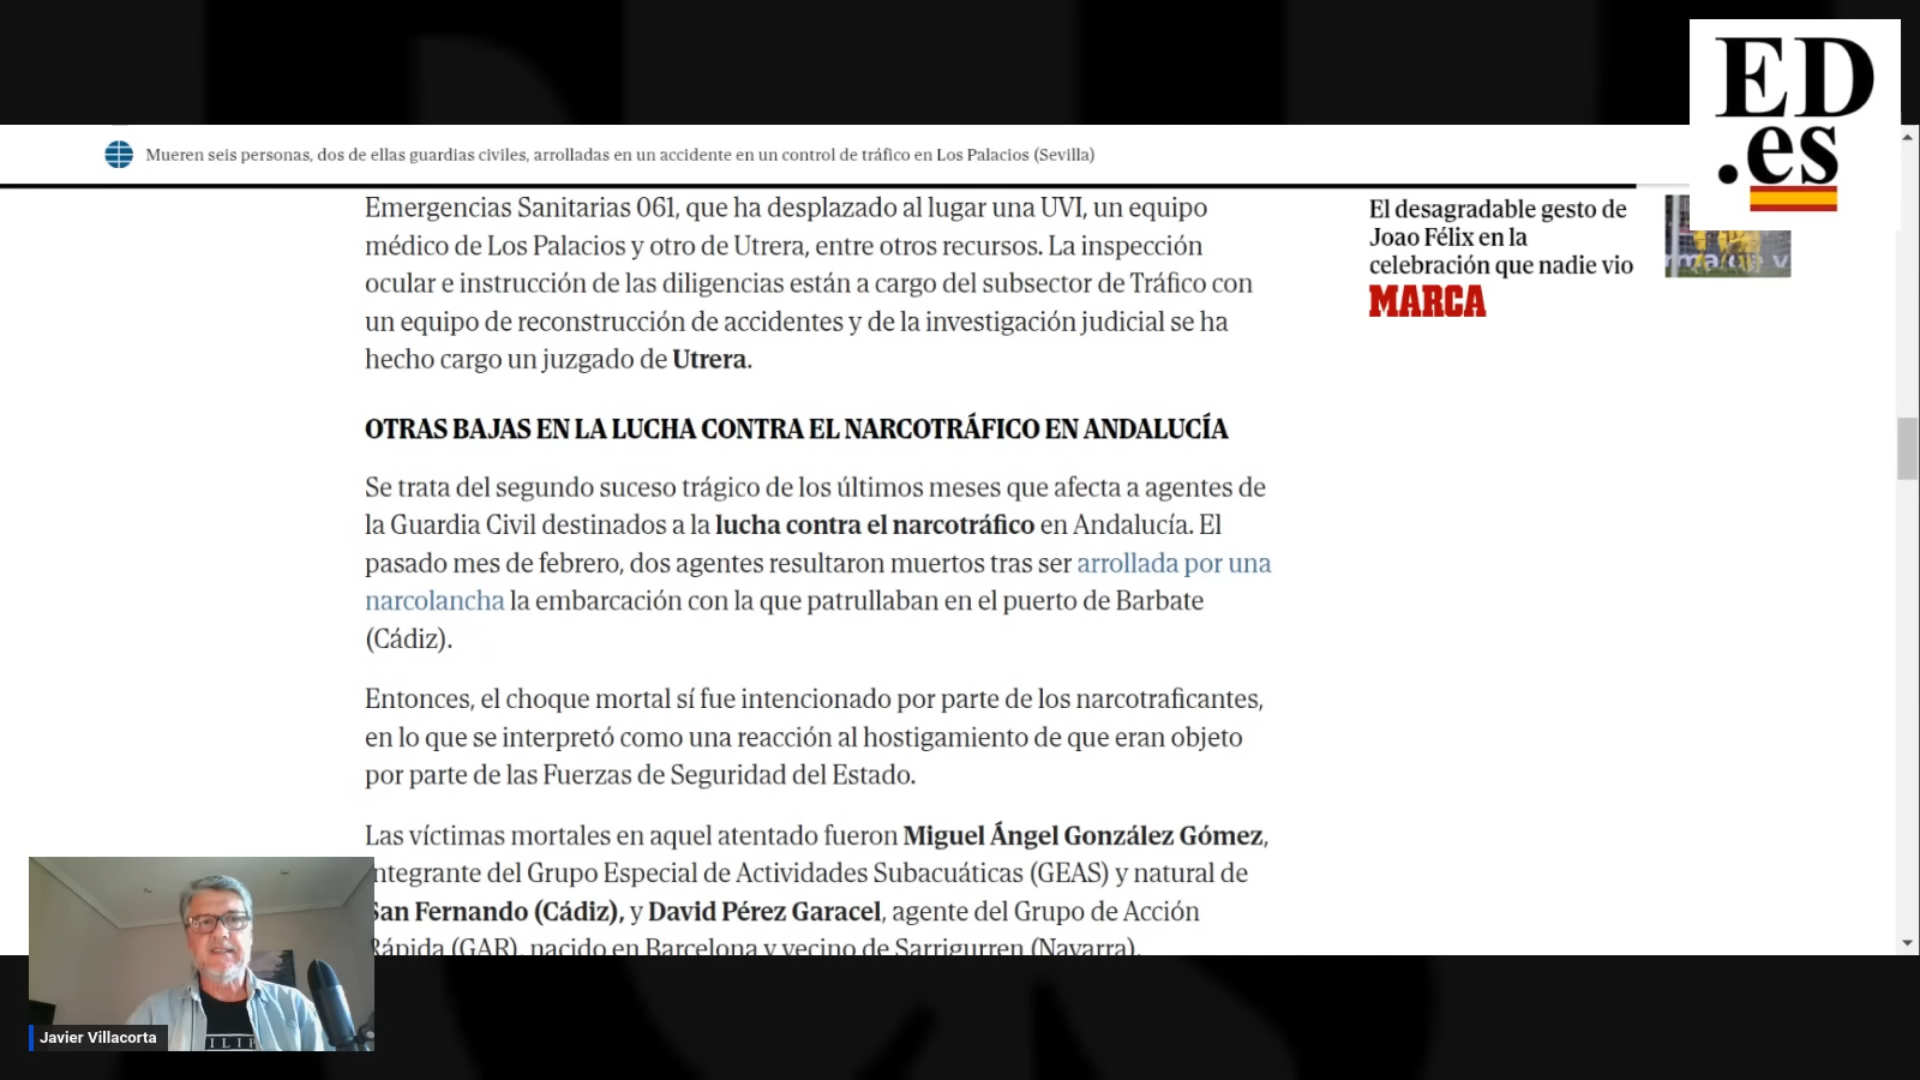 ED
.es
Mueren seis personas, dos de ellas guardias civiles, arrolladas en un accidente en un control de tráfico en Los Palacios (Sevilla)
Emergencias Sanitarias 061, que ha desplazado al lugar una UVI, un equipo
médico de Los Palacios y otro de Utrera, entre otros recursos. La inspección
ocular e instrucción de las diligencias están a cargo del subsector de Tráfico con
un equipo de reconstrucción de accidentes y de la investigación judicial se ha
hecho cargo un juzgado de Utrera.
El desagradable gesto de
Joao Félix en la
celebración que nadie vio
MARCA
OTRAS BAJAS EN LA LUCHA CONTRA EL NARCOTRÁFICO EN ANDALUCÍA
Se trata del segundo suceso trágico de los últimos meses que afecta a agentes de
la Guardia Civil destinados a la lucha contra el narcotráfico en Andalucía. El
pasado mes de febrero, dos agentes resultaron muertos tras ser arrollada por una
narcolancha la embarcación con la que patrullaban en el puerto de Barbate
(Cádiz).
Entonces, el choque mortal sí fue intencionado por parte de los narcotraficantes,
en lo que se interpretó como una reacción al hostigamiento de que eran objeto
por parte de las Fuerzas de Seguridad del Estado.
Las víctimas mortales en aquel atentado fueron Miguel Ángel González Gómez,
integrante del Grupo Especial de Actividades Subacuáticas (GEAS) y natural de
San Fernando (Cádiz), y David Pérez Garacel, agente del Grupo de Acción
Rápida (GAR), nacido en Barcelona y vecino de Sarrigurren (Navarra).
Javier Villacorta